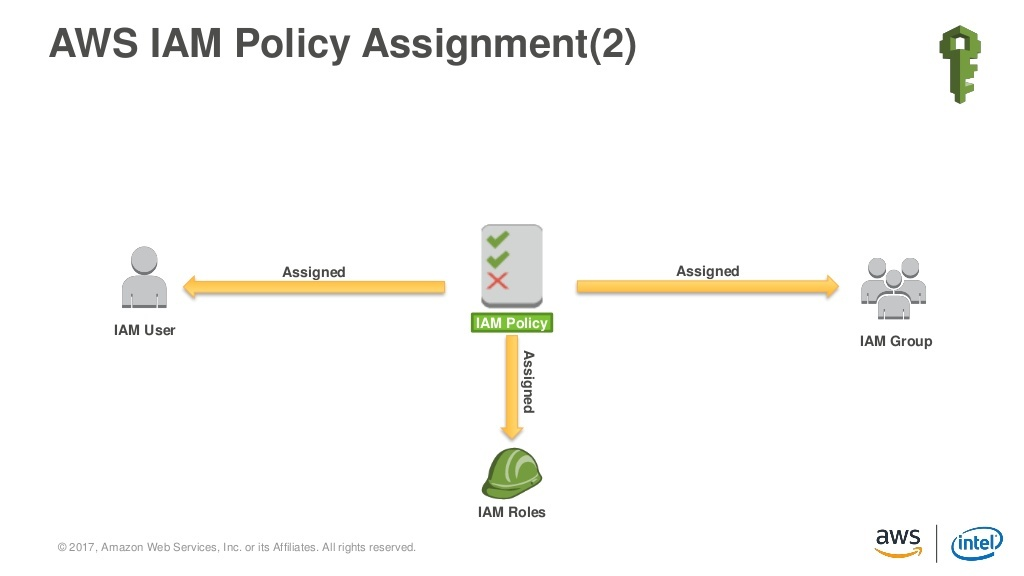 AWS IAM Policy Assignment(2)
Assigned
Assigned
IAM Policy
IAM User
IAM Group
Assigned
IAM Roles
© 2017, Amazon Web Services, Inc. or its Affiliates. All rights reserved.
aws
intel